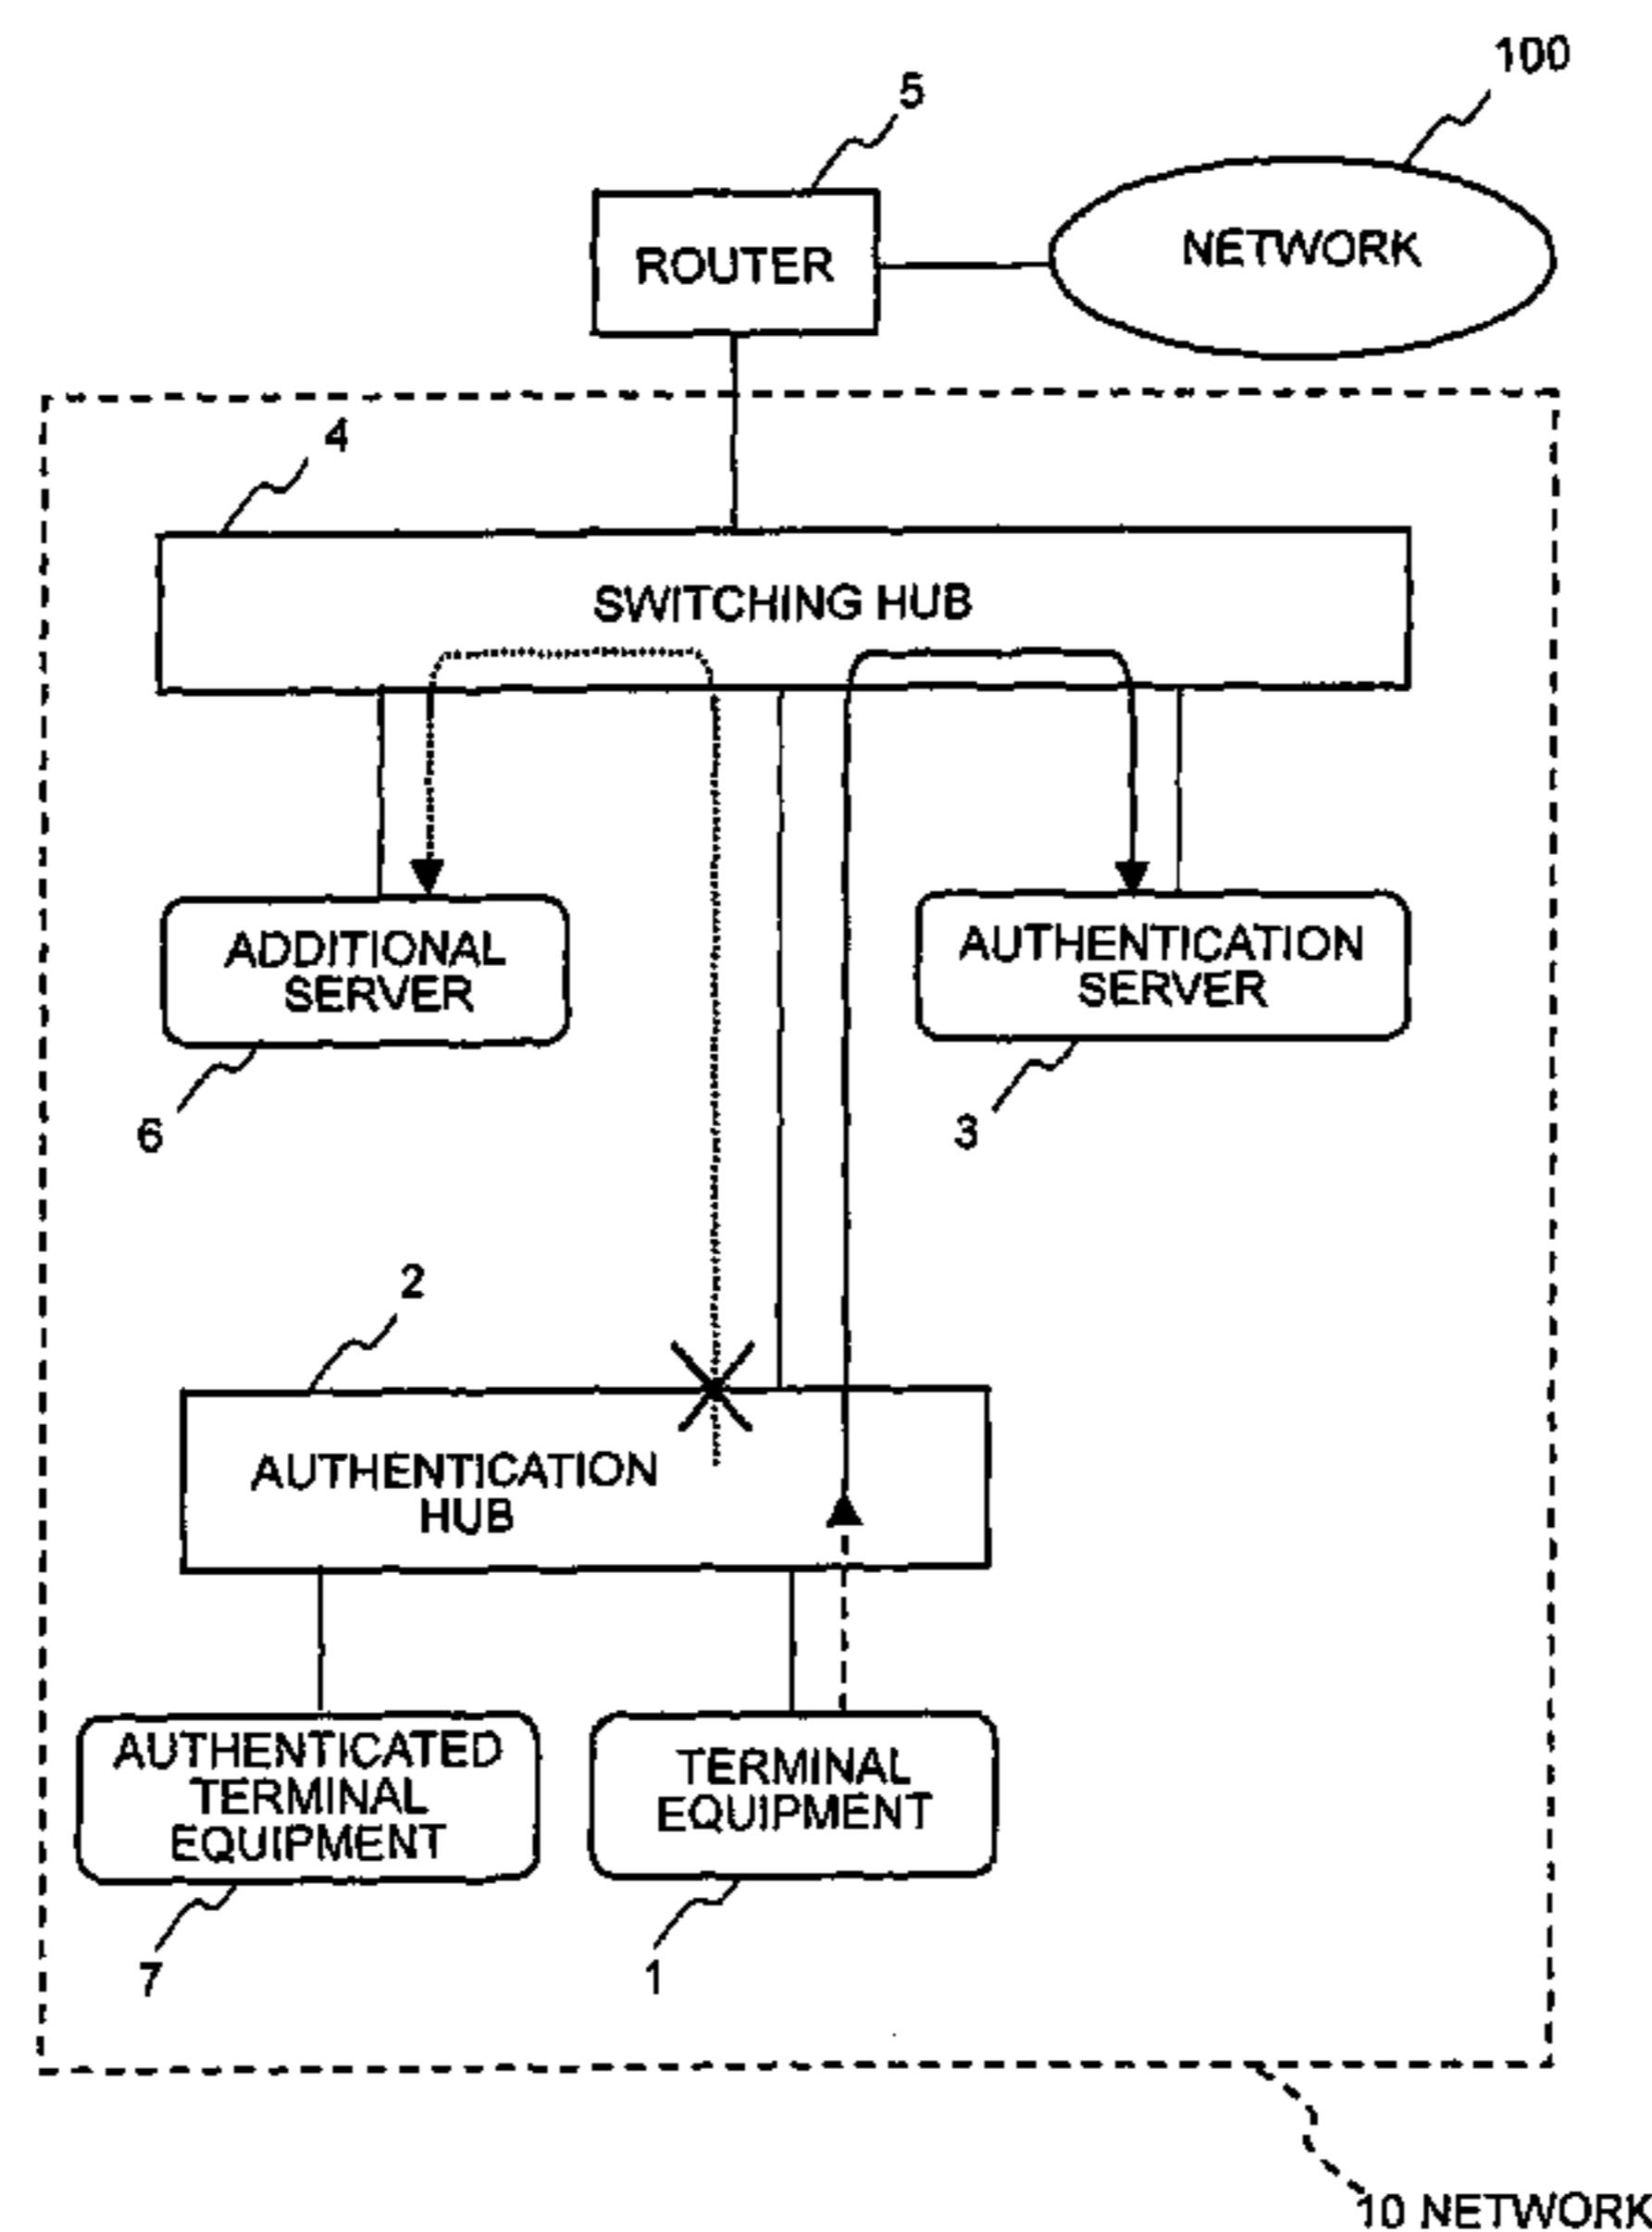 100
5
ROUTER
NETWORK
4
SWITCHING HUB
ADDITIONAL
SERVER
AUTHENTICATION
SERVER
6
3
2
AUTHENTICATION
HUB
AUTHENTICATED
TERMINAL
EQUIPMENT
TERMINAL
EQUIPMENT
7
1
10 NETWORK